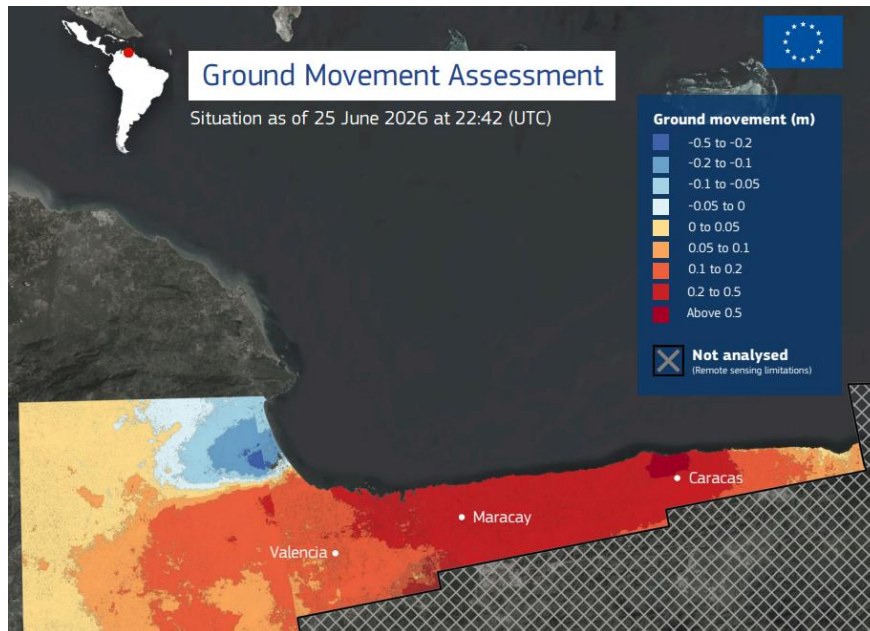 Ground Movement Assessment
Situation as of 25 June 2026 at 22:42 (UTC)
Ground movement (m)
-0.5 to -0.2
-0.2 to -0.1
-0.1 to -0.05
-0.05 to 0
0 to 0.05
0.05 to 0.1
0.1 to 0.2
0.2 to 0.5
Above 0.5
Not analysed
(Remote sensing limitations)
Caracas
Maracay
Valencia